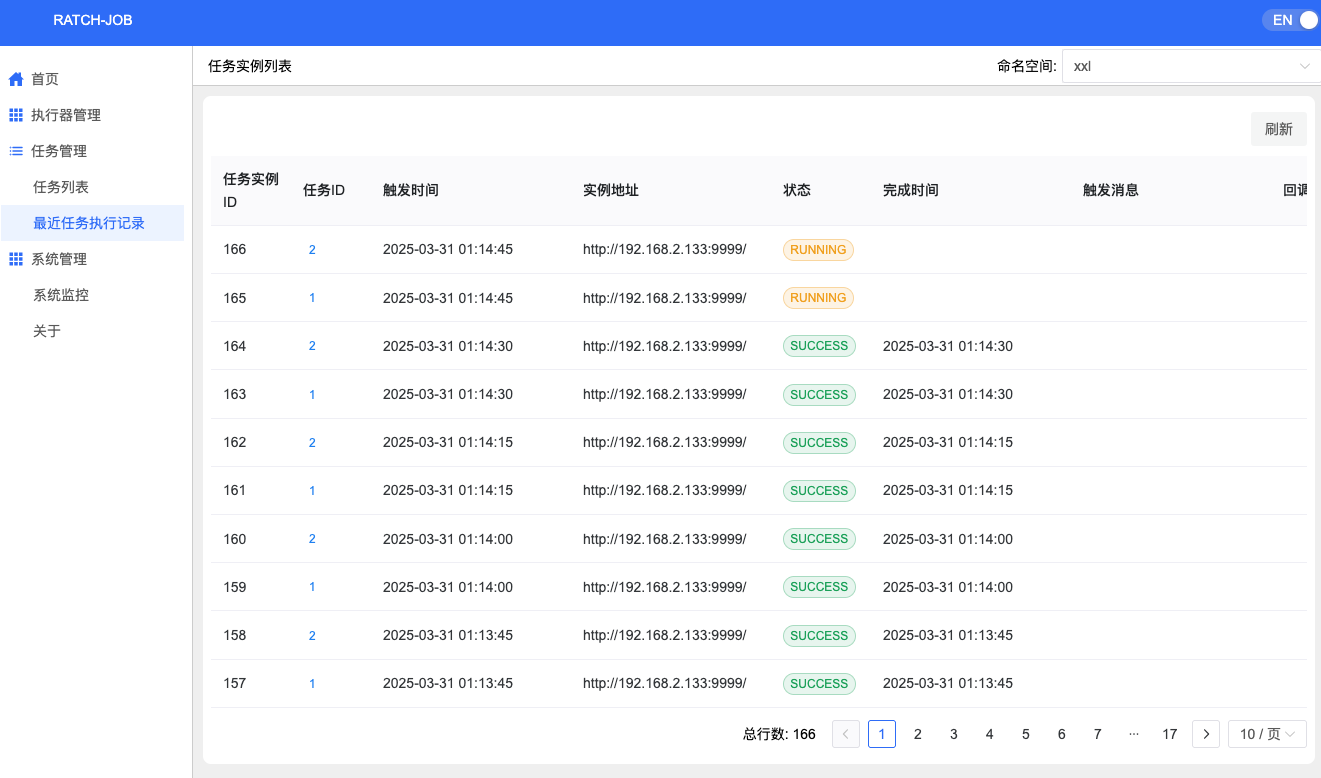 RATCH-JOB
EN
首页
执行器管理
任务管理
任务列表
最近任务执行记录
系统管理
系统监控
关于
任务实例列表 命名空间: xxl
刷新
任务实例ID 任务ID 触发时间 实例地址 状态 完成时间 触发消息 回调
166 2 2025-03-31 01:14:45 http://192.168.2.133:9999/ RUNNING
165 1 2025-03-31 01:14:45 http://192.168.2.133:9999/ RUNNING
164 2 2025-03-31 01:14:30 http://192.168.2.133:9999/ SUCCESS 2025-03-31 01:14:30
163 1 2025-03-31 01:14:30 http://192.168.2.133:9999/ SUCCESS 2025-03-31 01:14:30
162 2 2025-03-31 01:14:15 http://192.168.2.133:9999/ SUCCESS 2025-03-31 01:14:15
161 1 2025-03-31 01:14:15 http://192.168.2.133:9999/ SUCCESS 2025-03-31 01:14:15
160 2 2025-03-31 01:14:00 http://192.168.2.133:9999/ SUCCESS 2025-03-31 01:14:00
159 1 2025-03-31 01:14:00 http://192.168.2.133:9999/ SUCCESS 2025-03-31 01:14:00
158 2 2025-03-31 01:13:45 http://192.168.2.133:9999/ SUCCESS 2025-03-31 01:13:45
157 1 2025-03-31 01:13:45 http://192.168.2.133:9999/ SUCCESS 2025-03-31 01:13:45
总行数: 166 1 2 3 4 5 6 7 ··· 17 10 / 页